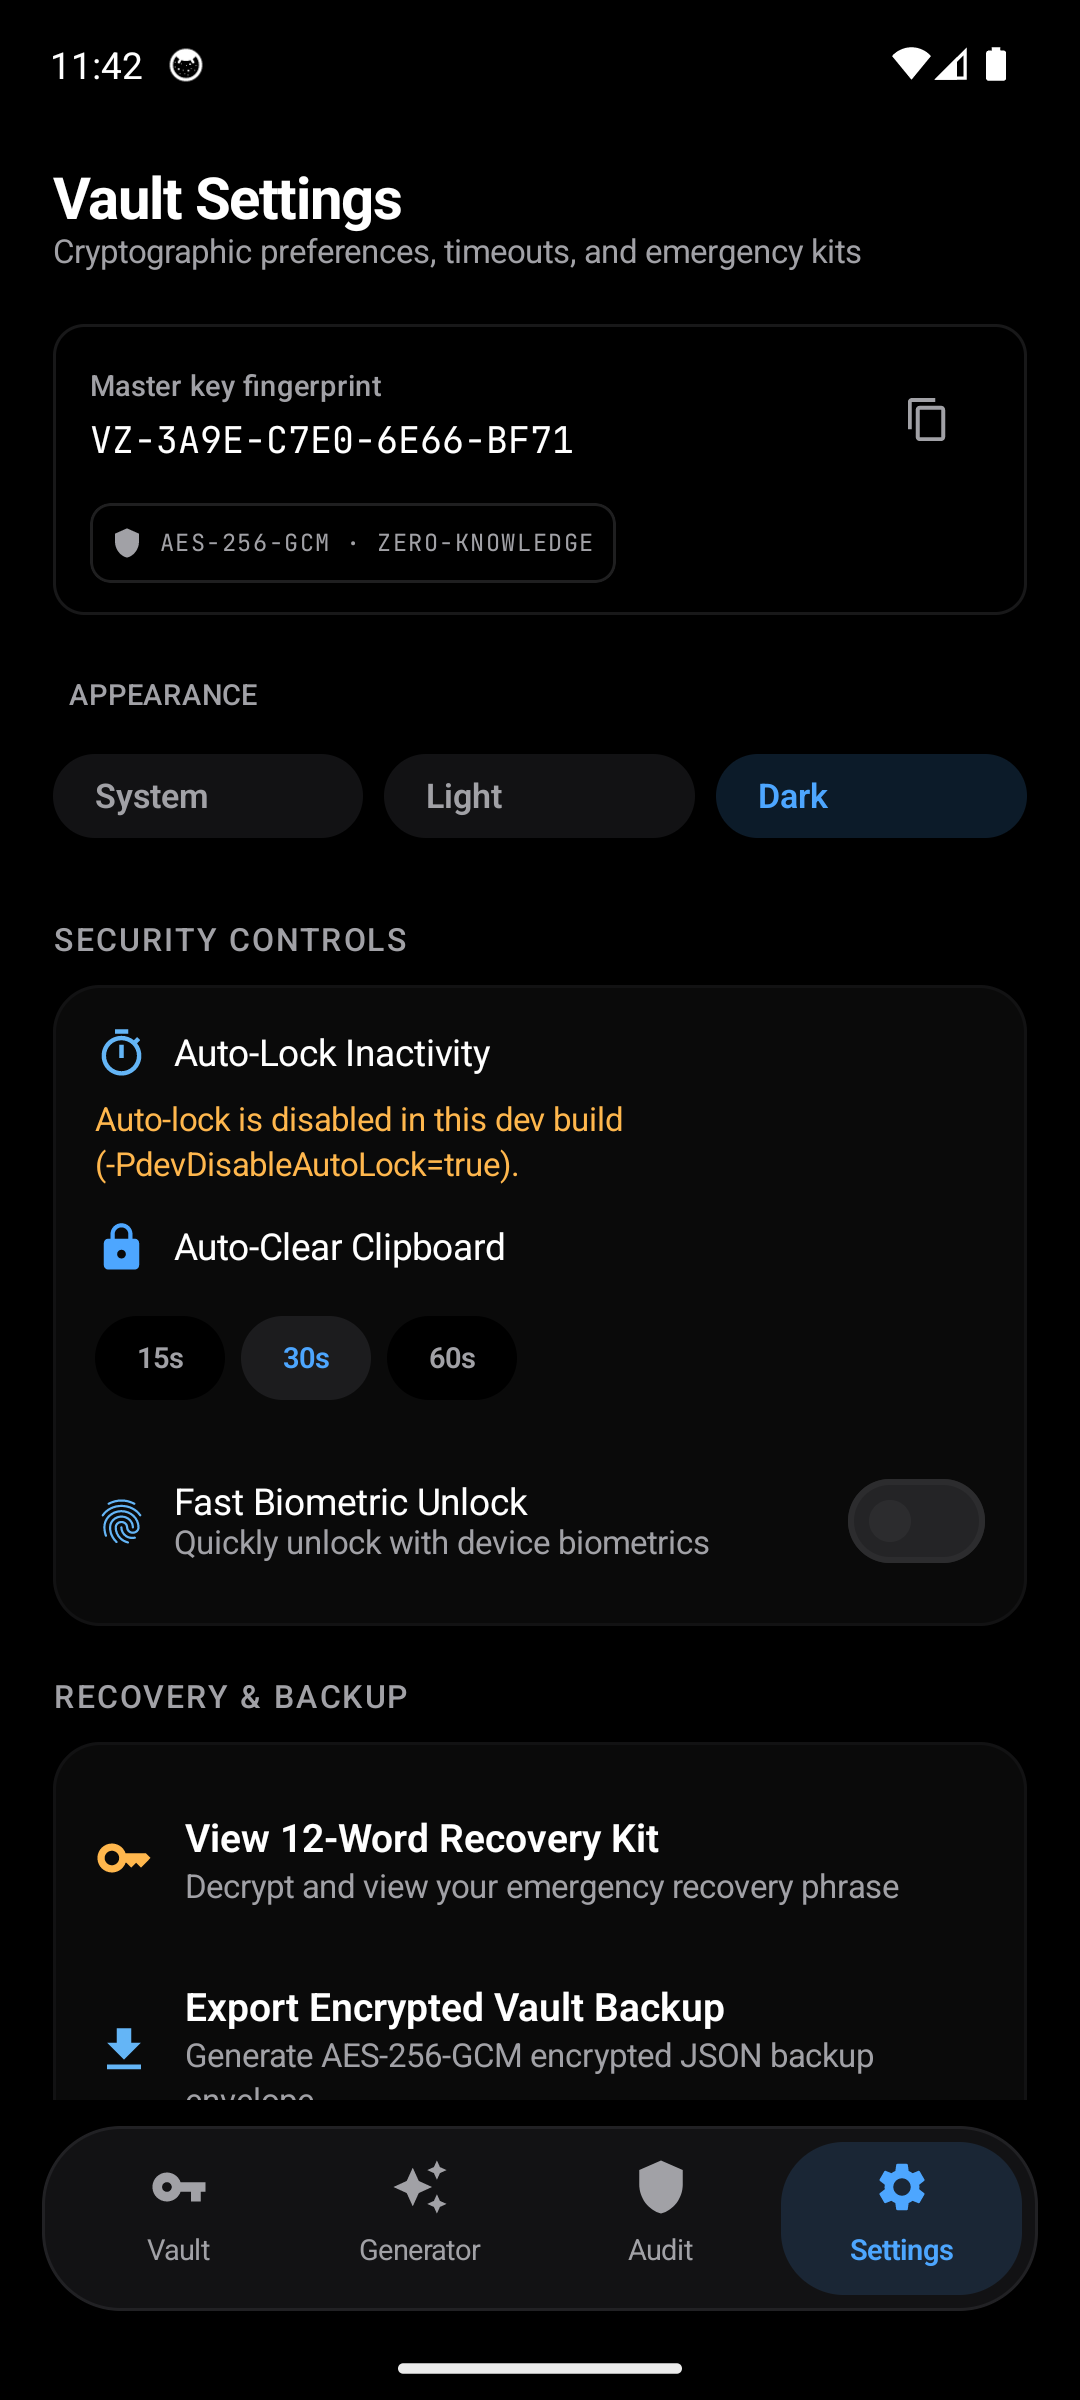 11:42
Vault Settings
Cryptographic preferences, timeouts, and emergency kits
Master key fingerprint
VZ-3A9E-C7E0-6E66-BF71
AES-256-GCM · ZERO-KNOWLEDGE
APPEARANCE
System
Light
Dark
SECURITY CONTROLS
Auto-Lock Inactivity
Auto-lock is disabled in this dev build
(-PdevDisableAutoLock=true).
Auto-Clear Clipboard
15s
30s
60s
Fast Biometric Unlock
Quickly unlock with device biometrics
RECOVERY & BACKUP
View 12-Word Recovery Kit
Decrypt and view your emergency recovery phrase
Export Encrypted Vault Backup
Generate AES-256-GCM encrypted JSON backup
envelope
Vault
Generator
Audit
Settings